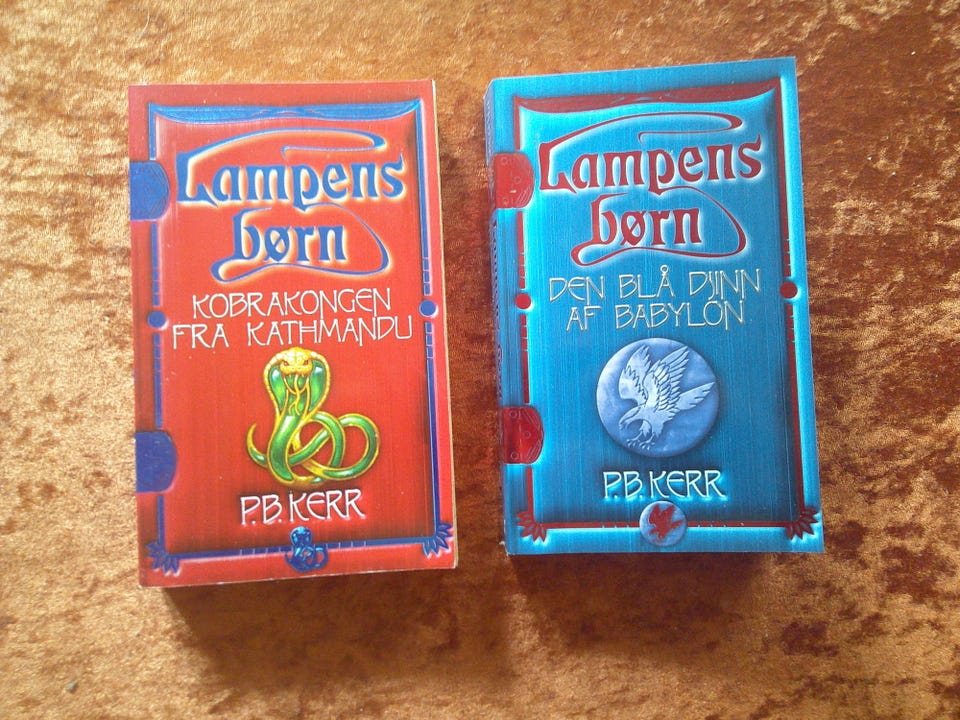 Lampens
børn
KOBRAKONGEN
FRA KATHMANDU
P.B. KERR
Lampens
børn
DEN BLÅ DJINN
AF BABYLON
P.B. KERR